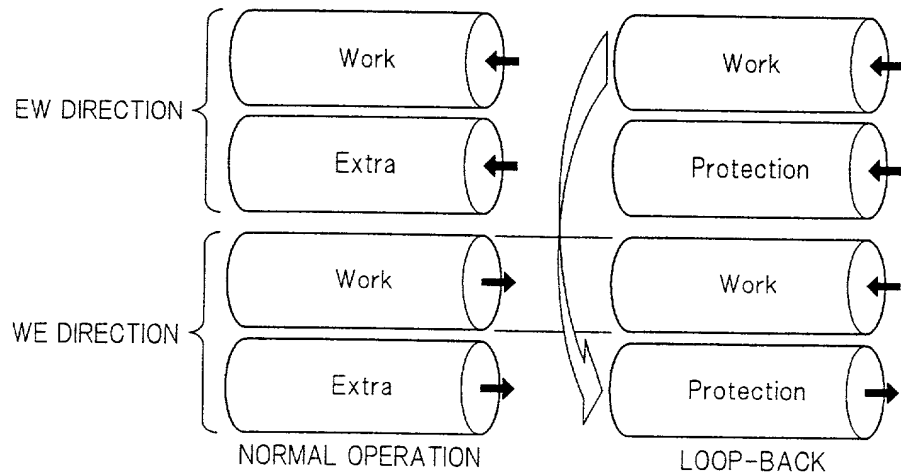 Work
Work
EW DIRECTION
Extra
Protection
Work
Work
WE DIRECTION
Extra
Protection
NORMAL OPERATION
LOOP-BACK